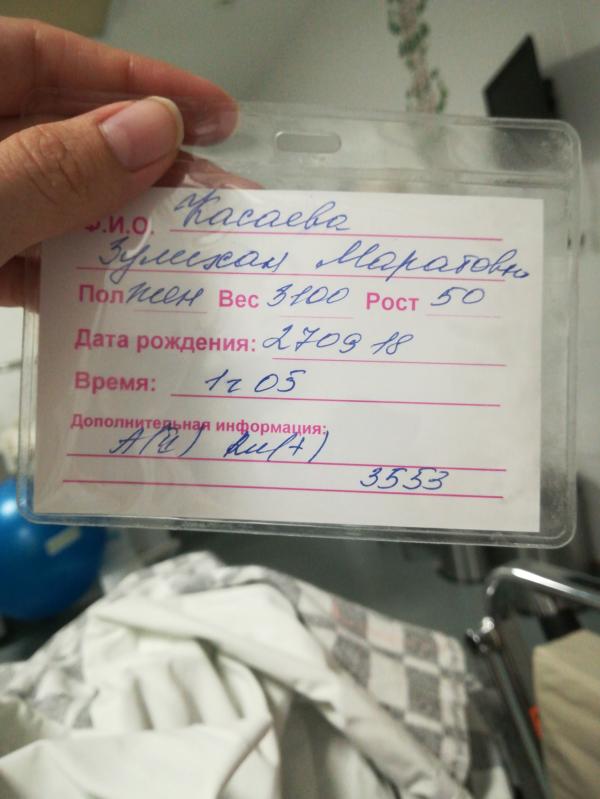 Ф.И.О. Касаева
Зулихан Маратовн
Пол жен Вес 3100 Рост 50
Дата рождения: 270918
Время: 1ч 05
Дополнительная информация:
А(II) Rh(+)
3553